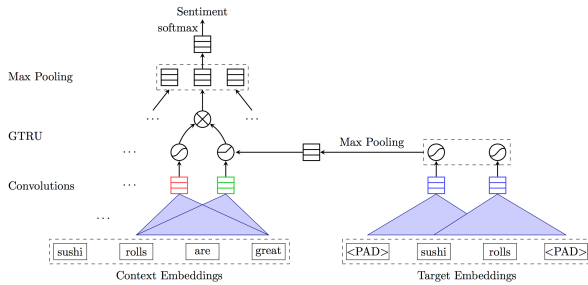 Sentiment
softmax
Max Pooling
. . .
. . .
GTRU
. . .
Max Pooling
Convolutions
. . .
. . .
sushi rolls are great
<PAD> sushi rolls <PAD>
Context Embeddings
Target Embeddings